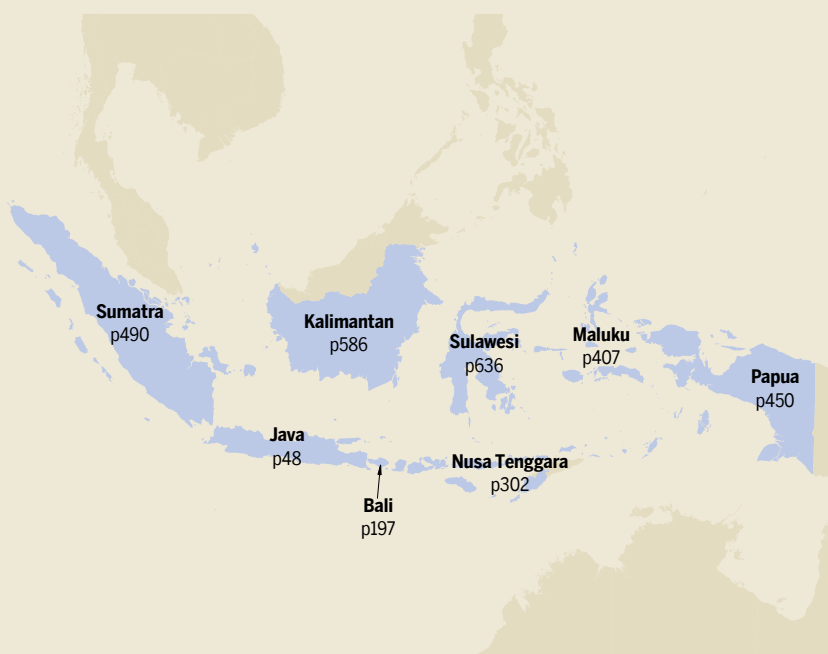 Sumatra
p490
Kalimantan
p586
Sulawesi
p636
Maluku
p407
Papua
p450
Java
p48
Nusa Tenggara
p302
Bali
p197